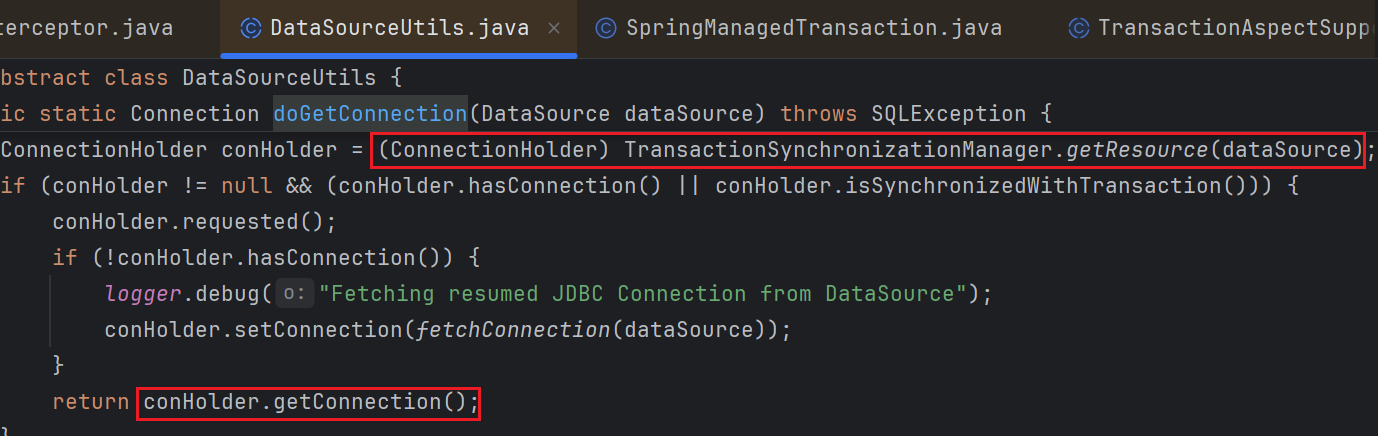 terceptor.java DataSourceUtils.java × SpringManagedTransaction.java TransactionAspectSupp
bstract class DataSourceUtils {
ic static Connection doGetConnection(DataSource dataSource) throws SQLException {
ConnectionHolder conHolder = (ConnectionHolder) TransactionSynchronizationManager.getResource(dataSource);
if (conHolder != null && (conHolder.hasConnection() || conHolder.isSynchronizedWithTransaction())) {
conHolder.requested();
if (!conHolder.hasConnection()) {
logger.debug( o: "Fetching resumed JDBC Connection from DataSource");
conHolder.setConnection(fetchConnection(dataSource));
}
return conHolder.getConnection();
}